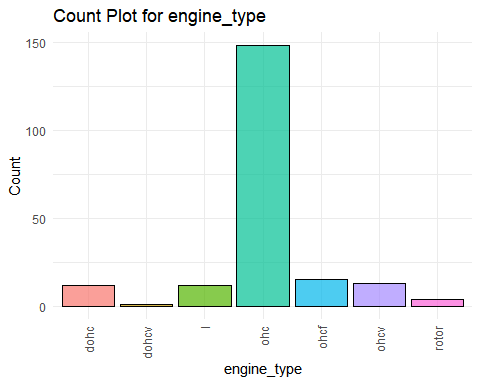 Count Plot for engine_type
150
100
50
0
Count
dohc
dohcv
l
ohc
ohcf
ohcv
rotor
engine_type